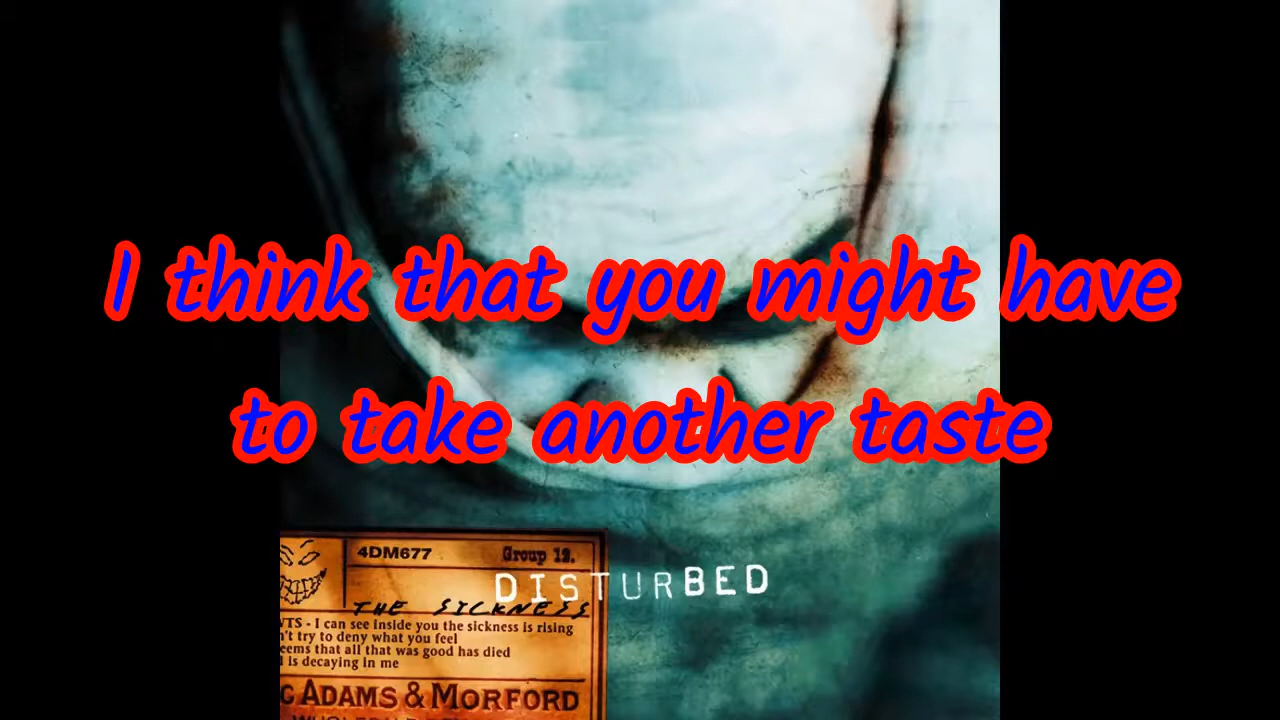 I think that you might have
to take another taste
4DM677 Group 12.
DISTURBED
THE SICKNESS
- I can see inside you the sickness is rising
try to deny what you feel
that all that was good has died
is decaying in me
ADAMS & MORFORD